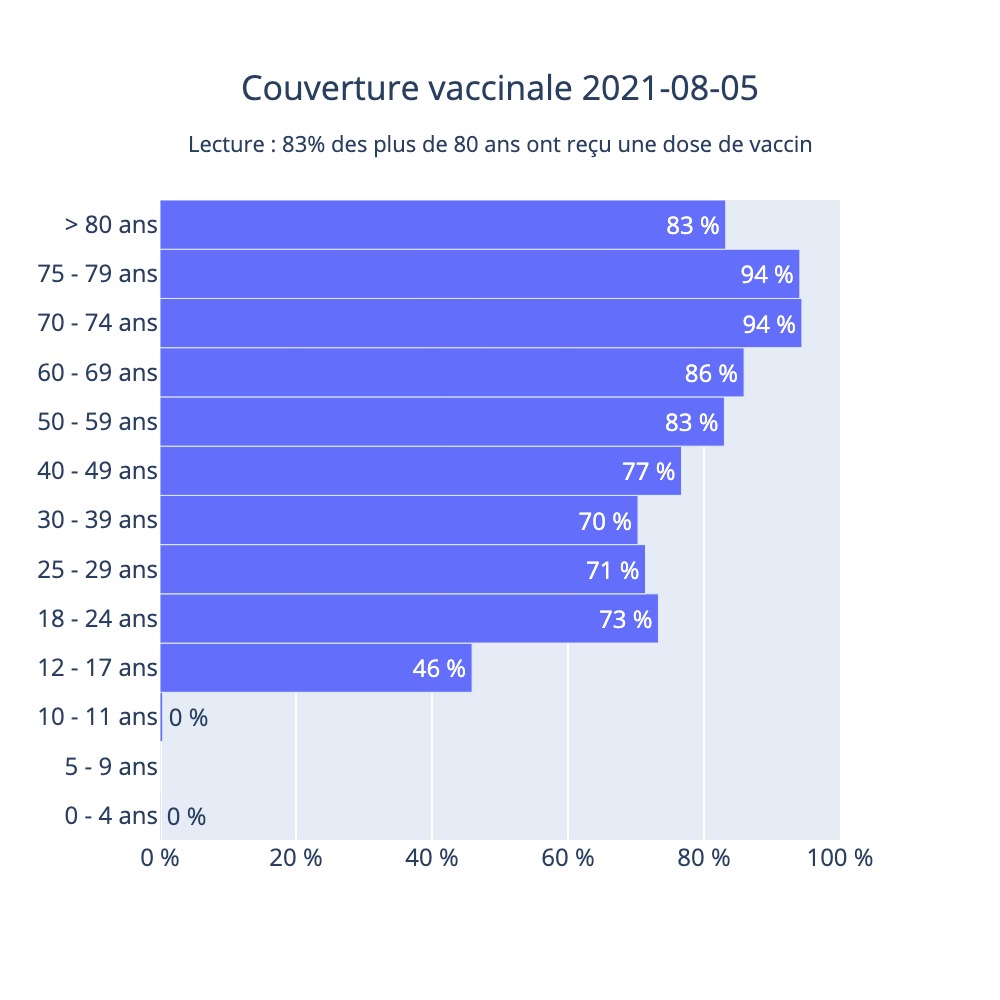 Couverture vaccinale 2021-08-05
Lecture : 83% des plus de 80 ans ont reçu une dose de vaccin
> 80 ans 83 %
75 - 79 ans 94 %
70 - 74 ans 94 %
60 - 69 ans 86 %
50 - 59 ans 83 %
40 - 49 ans 77 %
30 - 39 ans 70 %
25 - 29 ans 71 %
18 - 24 ans 73 %
12 - 17 ans 46 %
10 - 11 ans 0 %
5 - 9 ans
0 - 4 ans 0 %
0 % 20 % 40 % 60 % 80 % 100 %